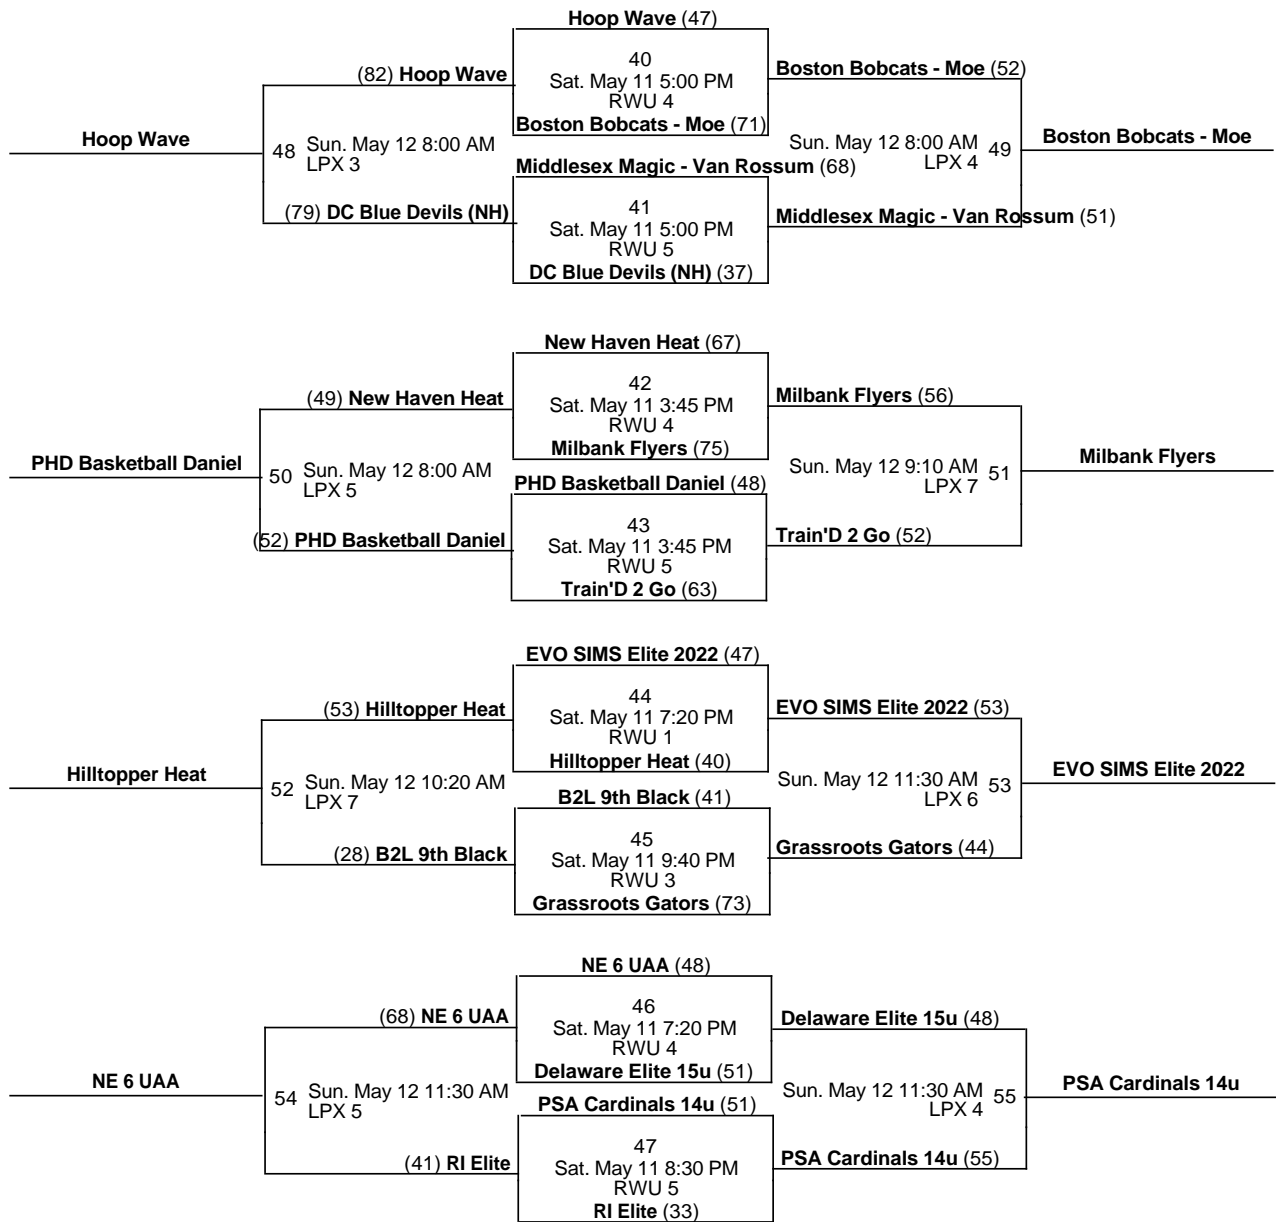 Hoop Wave (47)
40
Sat. May 11 5:00 PM
RWU 4
Boston Bobcats - Moe (71)
(82) Hoop Wave
Boston Bobcats - Moe (52)
Hoop Wave
48 Sun. May 12 8:00 AM
LPX 3
Sun. May 12 8:00 AM 49
LPX 4
Boston Bobcats - Moe
Middlesex Magic - Van Rossum (68)
41
Sat. May 11 5:00 PM
RWU 5
DC Blue Devils (NH) (37)
(79) DC Blue Devils (NH)
Middlesex Magic - Van Rossum (51)
New Haven Heat (67)
42
Sat. May 11 3:45 PM
RWU 4
Milbank Flyers (75)
(49) New Haven Heat
Milbank Flyers (56)
PHD Basketball Daniel
50 Sun. May 12 8:00 AM
LPX 5
Sun. May 12 9:10 AM 51
LPX 7
Milbank Flyers
PHD Basketball Daniel (48)
43
Sat. May 11 3:45 PM
RWU 5
Train'D 2 Go (63)
(52) PHD Basketball Daniel
Train'D 2 Go (52)
EVO SIMS Elite 2022 (47)
44
Sat. May 11 7:20 PM
RWU 1
Hilltopper Heat (40)
(53) Hilltopper Heat
EVO SIMS Elite 2022 (53)
Hilltopper Heat
52 Sun. May 12 10:20 AM
LPX 7
Sun. May 12 11:30 AM 53
LPX 6
EVO SIMS Elite 2022
B2L 9th Black (41)
45
Sat. May 11 9:40 PM
RWU 3
Grassroots Gators (73)
(28) B2L 9th Black
Grassroots Gators (44)
NE 6 UAA (48)
46
Sat. May 11 7:20 PM
RWU 4
Delaware Elite 15u (51)
(68) NE 6 UAA
Delaware Elite 15u (48)
NE 6 UAA
54 Sun. May 12 11:30 AM
LPX 5
Sun. May 12 11:30 AM 55
LPX 4
PSA Cardinals 14u
PSA Cardinals 14u (51)
47
Sat. May 11 8:30 PM
RWU 5
RI Elite (33)
(41) RI Elite
PSA Cardinals 14u (55)